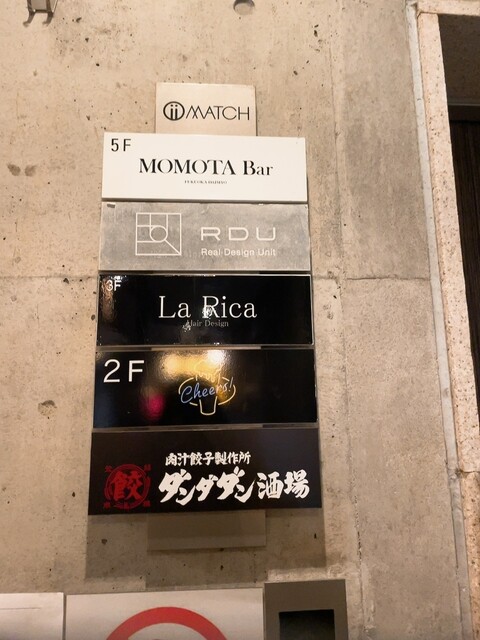 ii MATCH
5F
MOMOTA Bar
RDU
Real Design Unit
3F
La Rica
Hair Design
2F
Cheers!
肉汁餃子製作所
餃
ダンダダン酒場